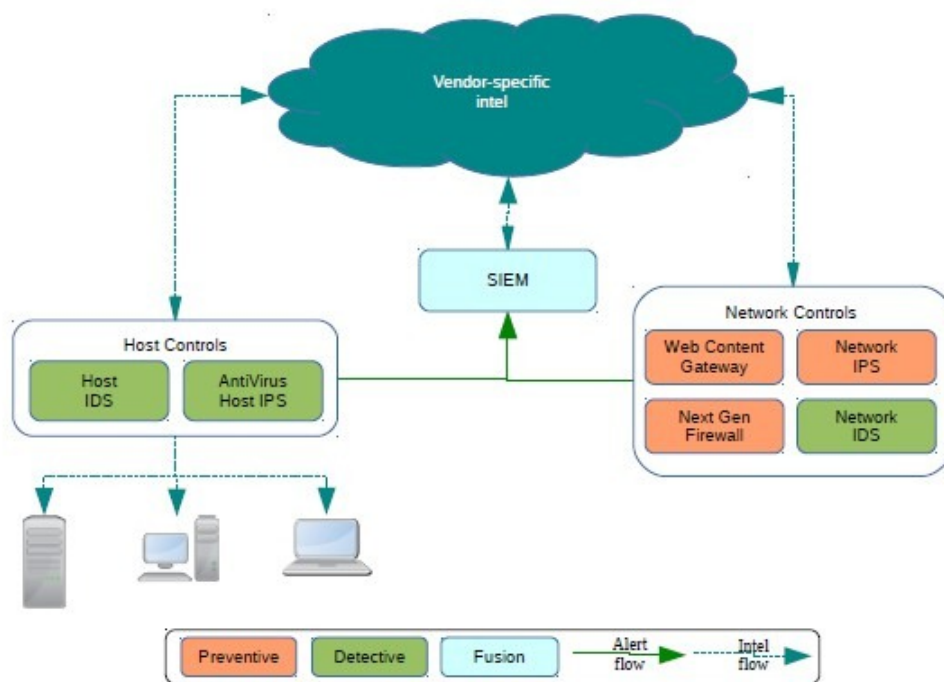 Vendor-specific
intel
SIEM
Host Controls
Host
IDS
AntiVirus
Host IPS
Network Controls
Web Content
Gateway
Network
IPS
Next Gen
Firewall
Network
IDS
Preventive
Detective
Fusion
Alert
flow
Intel
flow